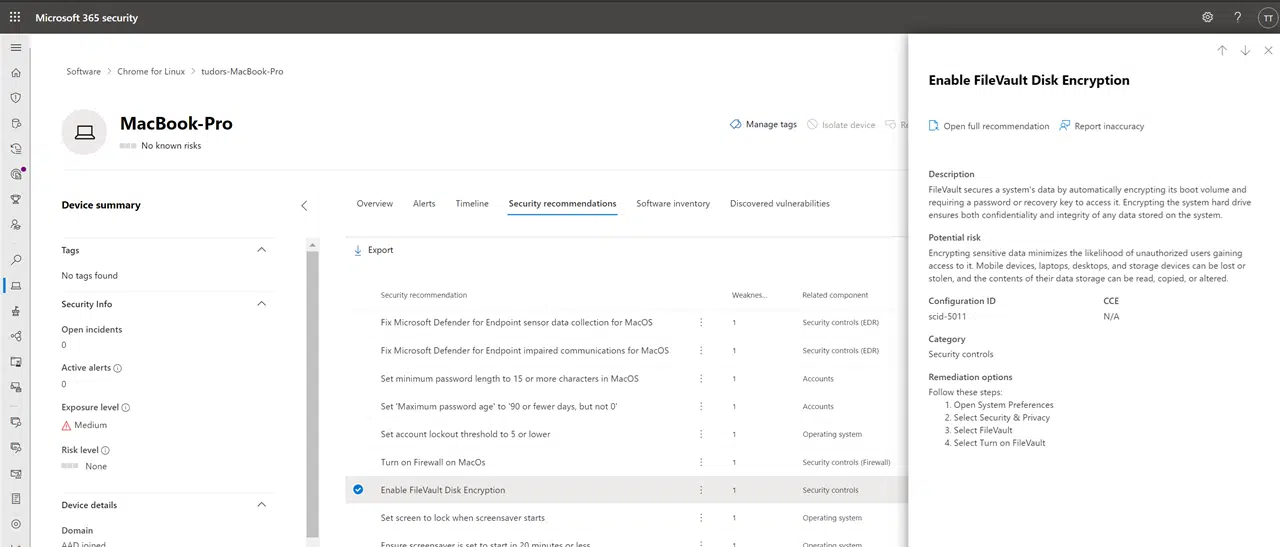 Microsoft 365 security
?
TT
Software > Chrome for Linux > tudors-MacBook-Pro
MacBook-Pro
No known risks
Manage tags
Isolate device
Device summary
Tags
No tags found
Security Info
Open incidents
0
Active alerts
0
Exposure level
Medium
Risk level
None
Device details
Domain
AAD joined
Overview Alerts Timeline Security recommendations Software inventory Discovered vulnerabilities
Export
Security recommendation Weaknes... Related component
Fix Microsoft Defender for Endpoint sensor data collection for MacOS 1 Security controls (EDR)
Fix Microsoft Defender for Endpoint impaired communications for MacOS 1 Security controls (EDR)
Set minimum password length to 15 or more characters in MacOS 1 Accounts
Set 'Maximum password age' to '90 or fewer days, but not 0' 1 Accounts
Set account lockout threshold to 5 or lower 1 Operating system
Turn on Firewall on MacOs 1 Security controls (Firewall)
Enable FileVault Disk Encryption 1 Security controls
Set screen to lock when screensaver starts 1 Operating system
Ensure screensaver is set to start in 20 minutes or less 1 Operating system
Enable FileVault Disk Encryption
Open full recommendation Report inaccuracy
Description
FileVault secures a system's data by automatically encrypting its boot volume and
requiring a password or recovery key to access it. Encrypting the system hard drive
ensures both confidentiality and integrity of any data stored on the system.
Potential risk
Encrypting sensitive data minimizes the likelihood of unauthorized users gaining
access to it. Mobile devices, laptops, desktops, and storage devices can be lost or
stolen, and the contents of their data storage can be read, copied, or altered.
Configuration ID CCE
scid-5011 N/A
Category
Security controls
Remediation options
Follow these steps:
1. Open System Preferences
2. Select Security & Privacy
3. Select FileVault
4. Select Turn on FileVault